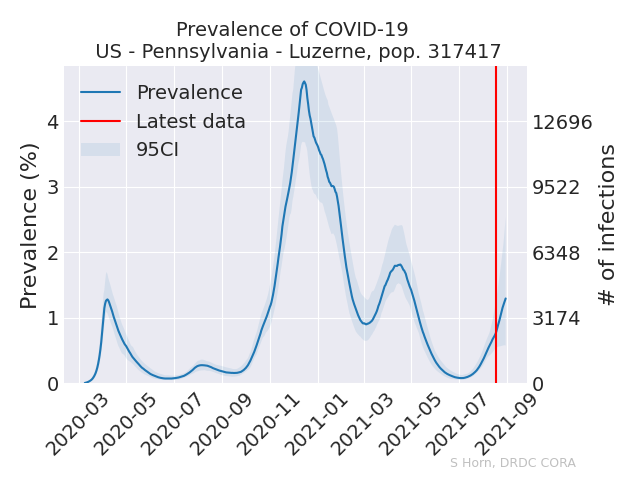 Prevalence of COVID-19
US - Pennsylvania - Luzerne, pop. 317417
Prevalence
Latest data
95CI
Prevalence (%)
4
3
2
1
0
12696
9522
6348
3174
0
# of infections
2020-03
2020-05
2020-07
2020-09
2020-11
2021-01
2021-03
2021-05
2021-07
2021-09
S Horn, DRDC CORA